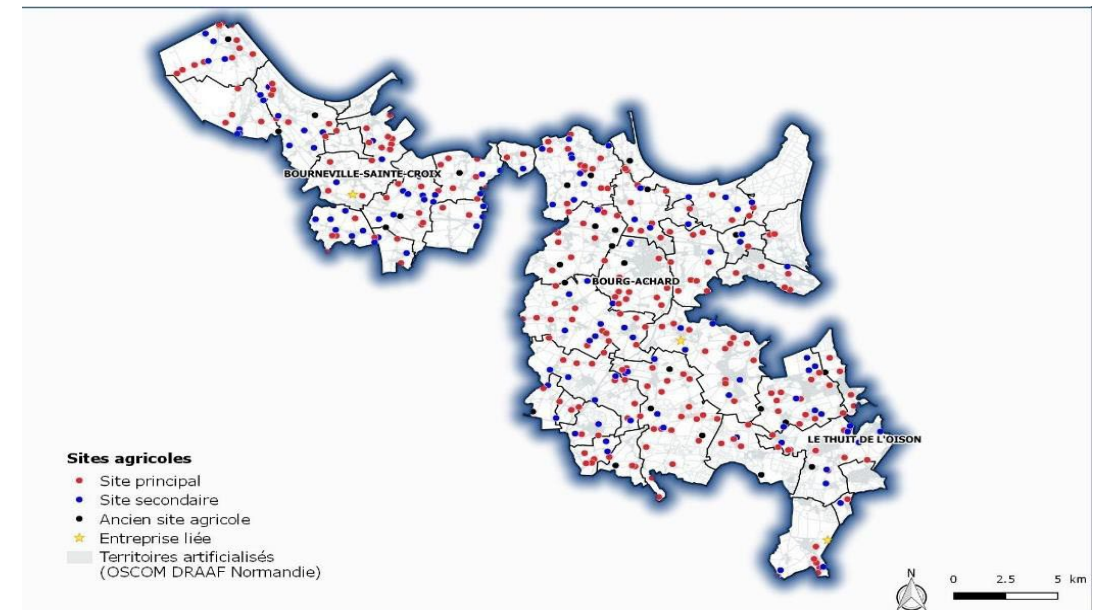 BOURNEVILLE-SAINTE-CROIX
BOURG-ACHARD
LE THUIT DE L'OISON
Sites agricoles
Site principal
Site secondaire
Ancien site agricole
Entreprise liée
Territoires artificialisés
(OSCOM DRAAF Normandie)
N
0 2.5 5 km